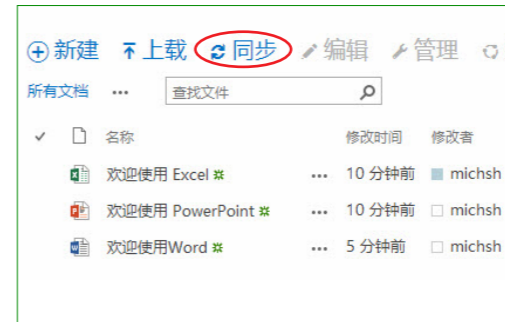 新建 上载 同步 编辑 管理
所有文档 ... 查找文件
名称 修改时间 修改者
欢迎使用 Excel ... 10 分钟前 michsh
欢迎使用 PowerPoint ... 10 分钟前 michsh
欢迎使用Word ... 5 分钟前 michsh